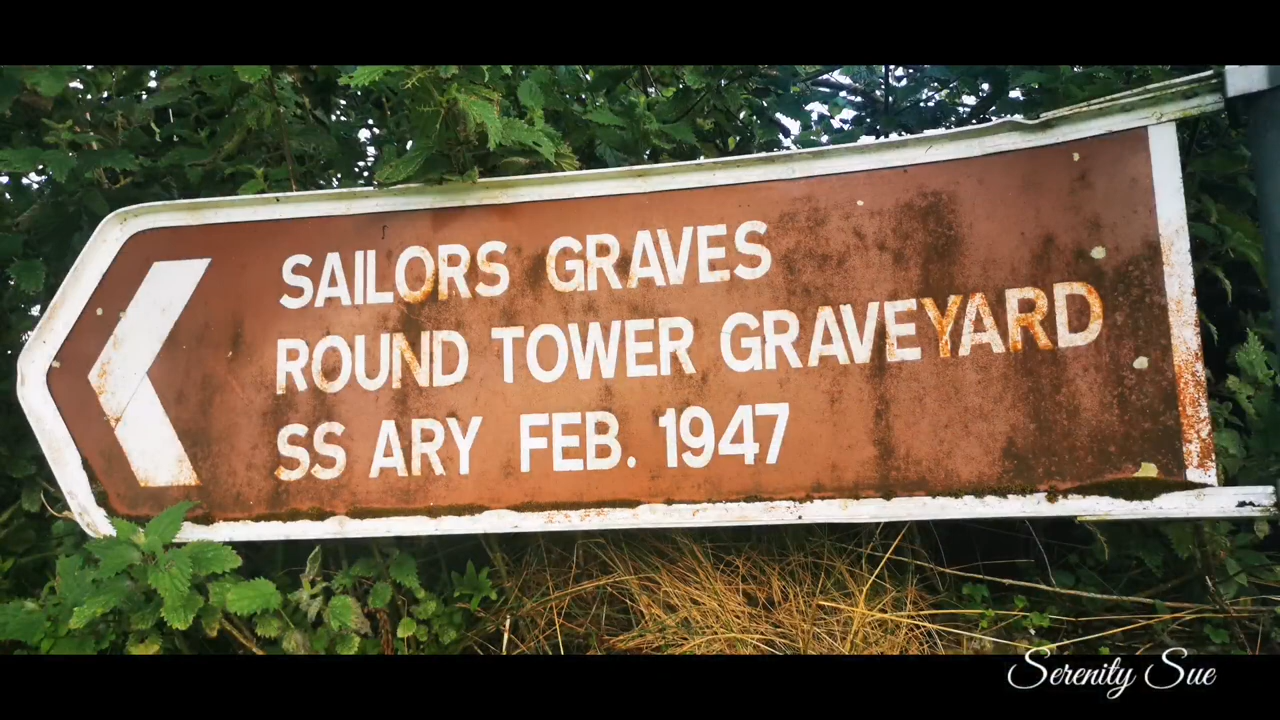 SAILORS GRAVES
ROUND TOWER GRAVEYARD
SS ARY FEB. 1947
Serenity Sue